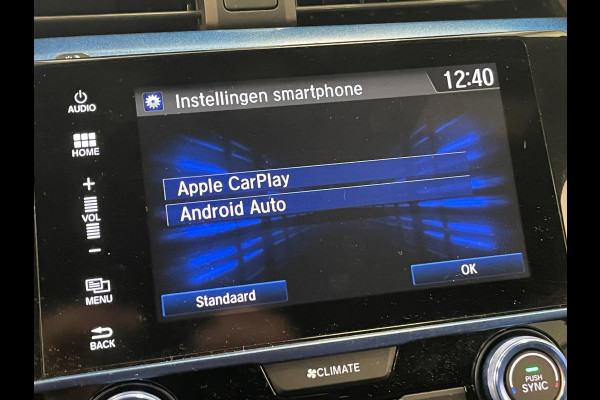 Instellingen smartphone
12:40
AUDIO
HOME
+
VOL
−
MENU
BACK
Apple CarPlay
Android Auto
Standaard
OK
CLIMATE
PUSH
SYNC